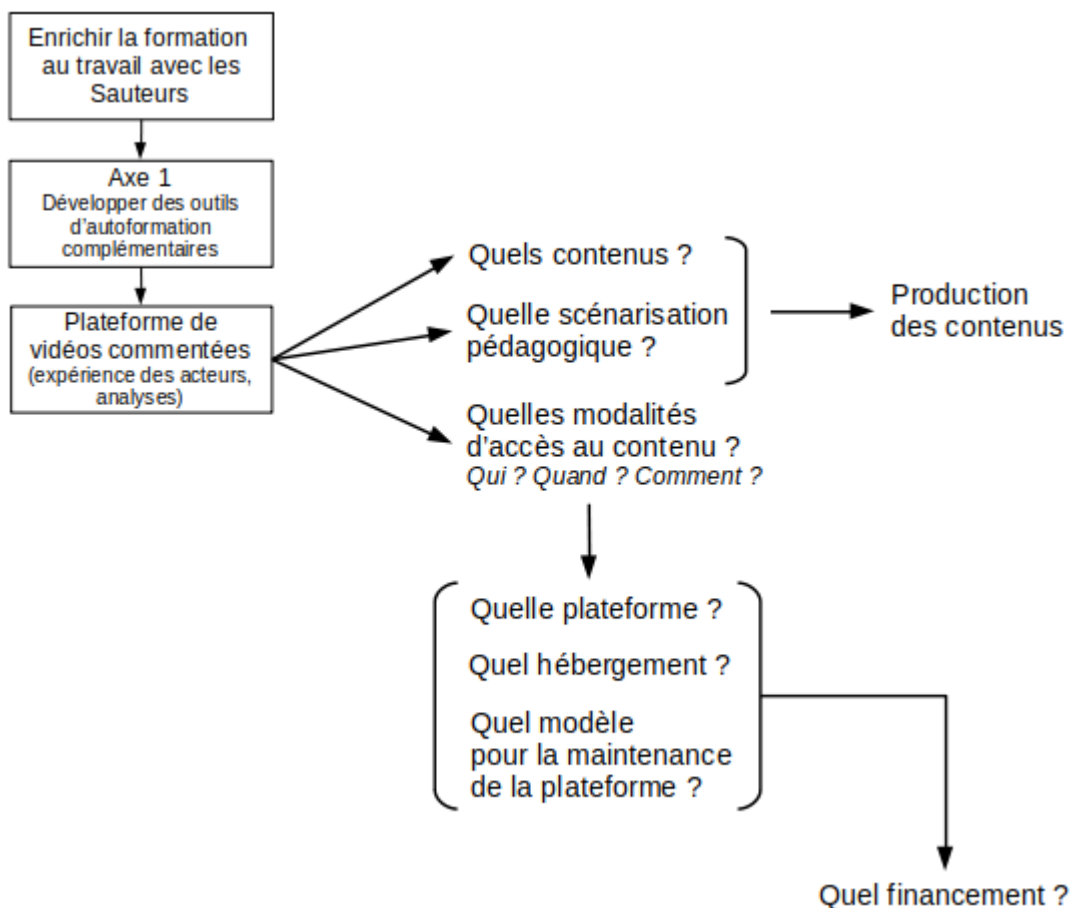 Enrichir la formation
au travail avec les
Sauteurs
Axe 1
Développer des outils
d'autoformation
complémentaires
Plateforme de
vidéos commentées
(expérience des acteurs,
analyses)
Quels contenus ?
Quelle scénarisation
pédagogique ?
Production
des contenus
Quelles modalités
d'accès au contenu ?
Qui ? Quand ? Comment ?
Quelle plateforme ?
Quel hébergement ?
Quel modèle
pour la maintenance
de la plateforme ?
Quel financement ?